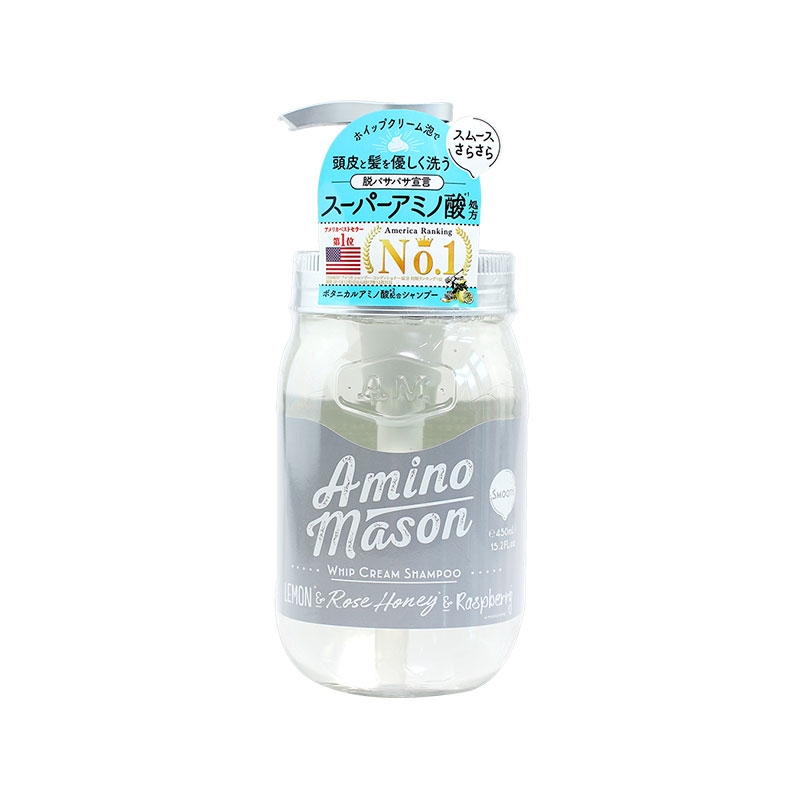 ホイップクリーム泡で
頭皮と髪を優しく洗う
スムース
さらさら
脱パサパサ宣言
スーパーアミノ酸*1処方
アメリカベストセラー
第1位
America Ranking
No.1
ボタニカルアミノ酸配合シャンプー
AM
Amino
Mason
Smooth
e 450mL
15.2FL.oz
WHIP CREAM SHAMPOO
LEMON & Rose Honey & Raspberry